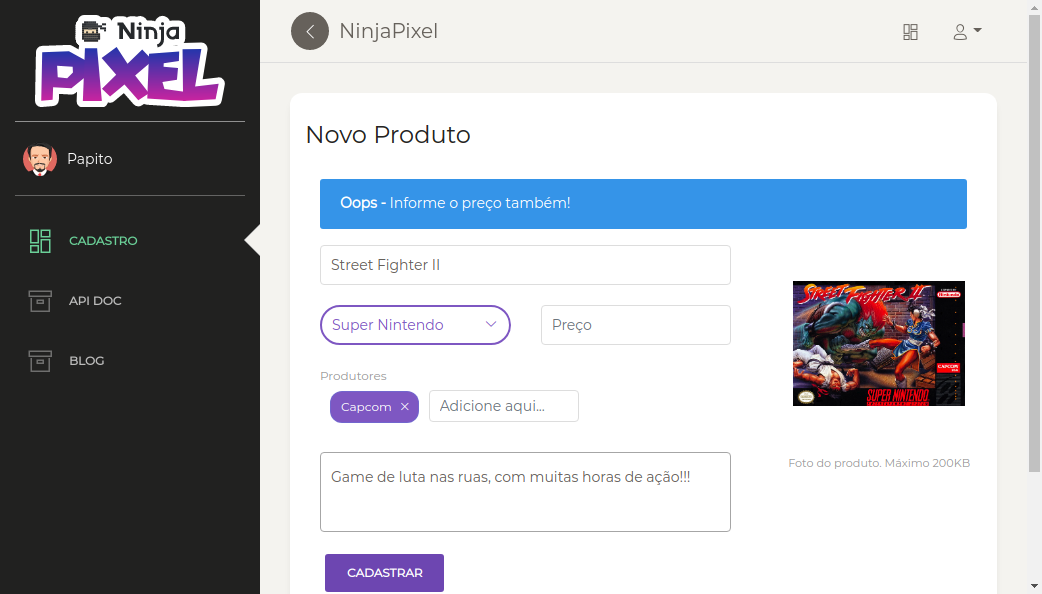 Ninja
PIXEL
NinjaPixel
Papito
CADASTRO
API DOC
BLOG
Novo Produto
Oops - Informe o preço também!
Street Fighter II
Super Nintendo
Preço
Produtores
Capcom ×
Adicione aqui...
Game de luta nas ruas, com muitas horas de ação!!!
CADASTRAR
STREET FIGHTER II
Nintendo
CAPCOM
SUPER NINTENDO
Foto do produto. Máximo 200KB